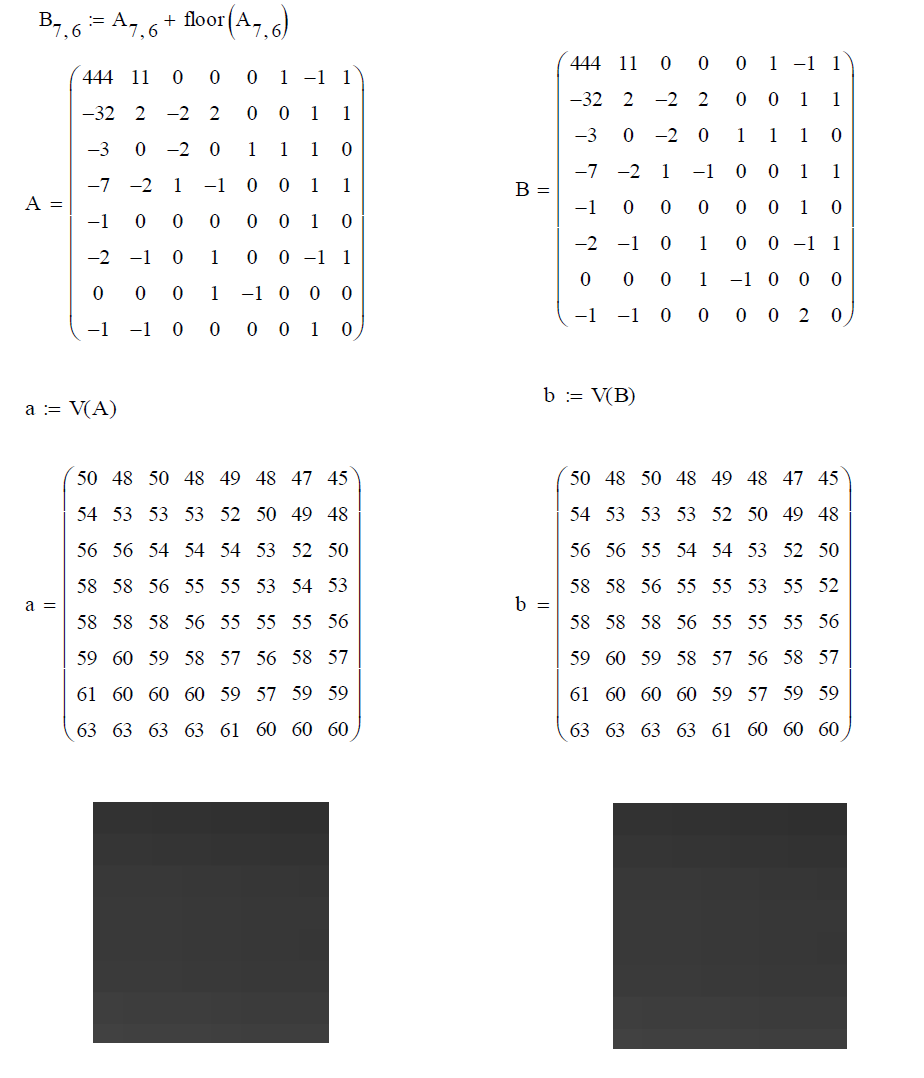 B7,6 := A7,6 + floor(A7,6)
A =
444 11 0 0 0 1 −1 1
−32 2 −2 2 0 0 1 1
−3 0 −2 0 1 1 1 0
−7 −2 1 −1 0 0 1 1
−1 0 0 0 0 0 1 0
−2 −1 0 1 0 0 −1 1
0 0 0 1 −1 0 0 0
−1 −1 0 0 0 0 1 0
B =
444 11 0 0 0 1 −1 1
−32 2 −2 2 0 0 1 1
−3 0 −2 0 1 1 1 0
−7 −2 1 −1 0 0 1 1
−1 0 0 0 0 0 1 0
−2 −1 0 1 0 0 −1 1
0 0 0 1 −1 0 0 0
−1 −1 0 0 0 0 2 0
a := V(A)
b := V(B)
a =
50 48 50 48 49 48 47 45
54 53 53 53 52 50 49 48
56 56 54 54 54 53 52 50
58 58 56 55 55 53 54 53
58 58 58 56 55 55 55 56
59 60 59 58 57 56 58 57
61 60 60 60 59 57 59 59
63 63 63 63 61 60 60 60
b =
50 48 50 48 49 48 47 45
54 53 53 53 52 50 49 48
56 56 55 54 54 53 52 50
58 58 56 55 55 53 55 52
58 58 58 56 55 55 55 56
59 60 59 58 57 56 58 57
61 60 60 60 59 57 59 59
63 63 63 63 61 60 60 60